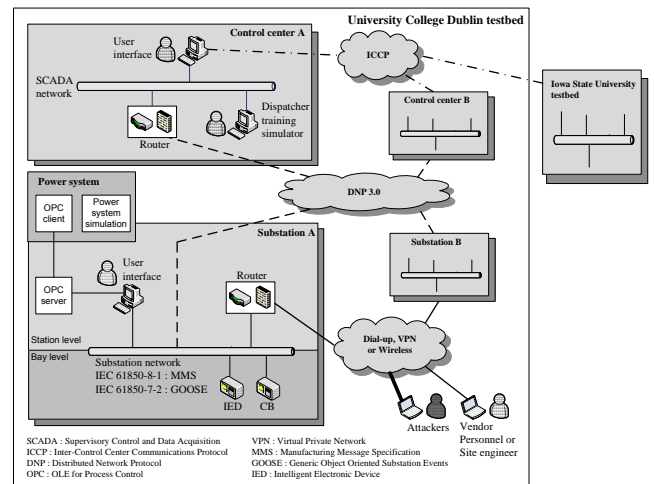 University College Dublin testbed
Control center A
User
interface
ICCP
SCADA
network
Iowa State University
testbed
Control center B
Dispatcher
training
simulator
Router
Power system
DNP 3.0
OPC
client
Power
system
simulation
Substation A
Substation B
User
interface
Router
OPC
server
Dial-up, VPN
or Wireless
Station level
Bay level
Substation network
IEC 61850-8-1 : MMS
IEC 61850-7-2 : GOOSE
IED
CB
Attackers
Vendor
Personnel or
Site engineer
SCADA : Supervisory Control and Data Acquisition
ICCP : Inter-Control Center Communications Protocol
DNP : Distributed Network Protocol
OPC : OLE for Process Control
VPN : Virtual Private Network
MMS : Manufacturing Message Specification
GOOSE : Generic Object Oriented Substation Events
IED : Intelligent Electronic Device